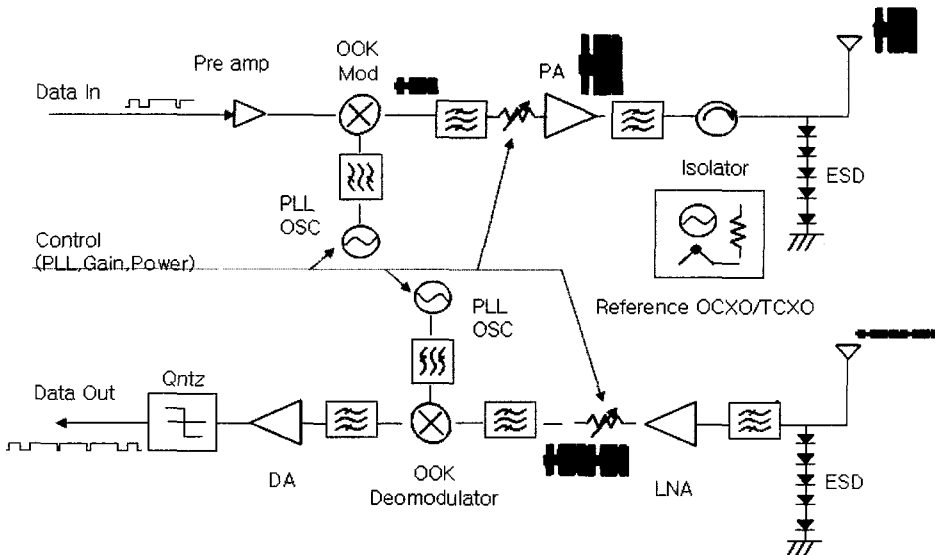 OOK
Mod
Pre amp
PA
Data In
Isolator
ESD
PLL
OSC
Control
(PLL,Gain,Power)
PLL
OSC
Reference OCXO/TCXO
Qntz
Data Out
DA
OOK
Deomodulator
LNA
ESD